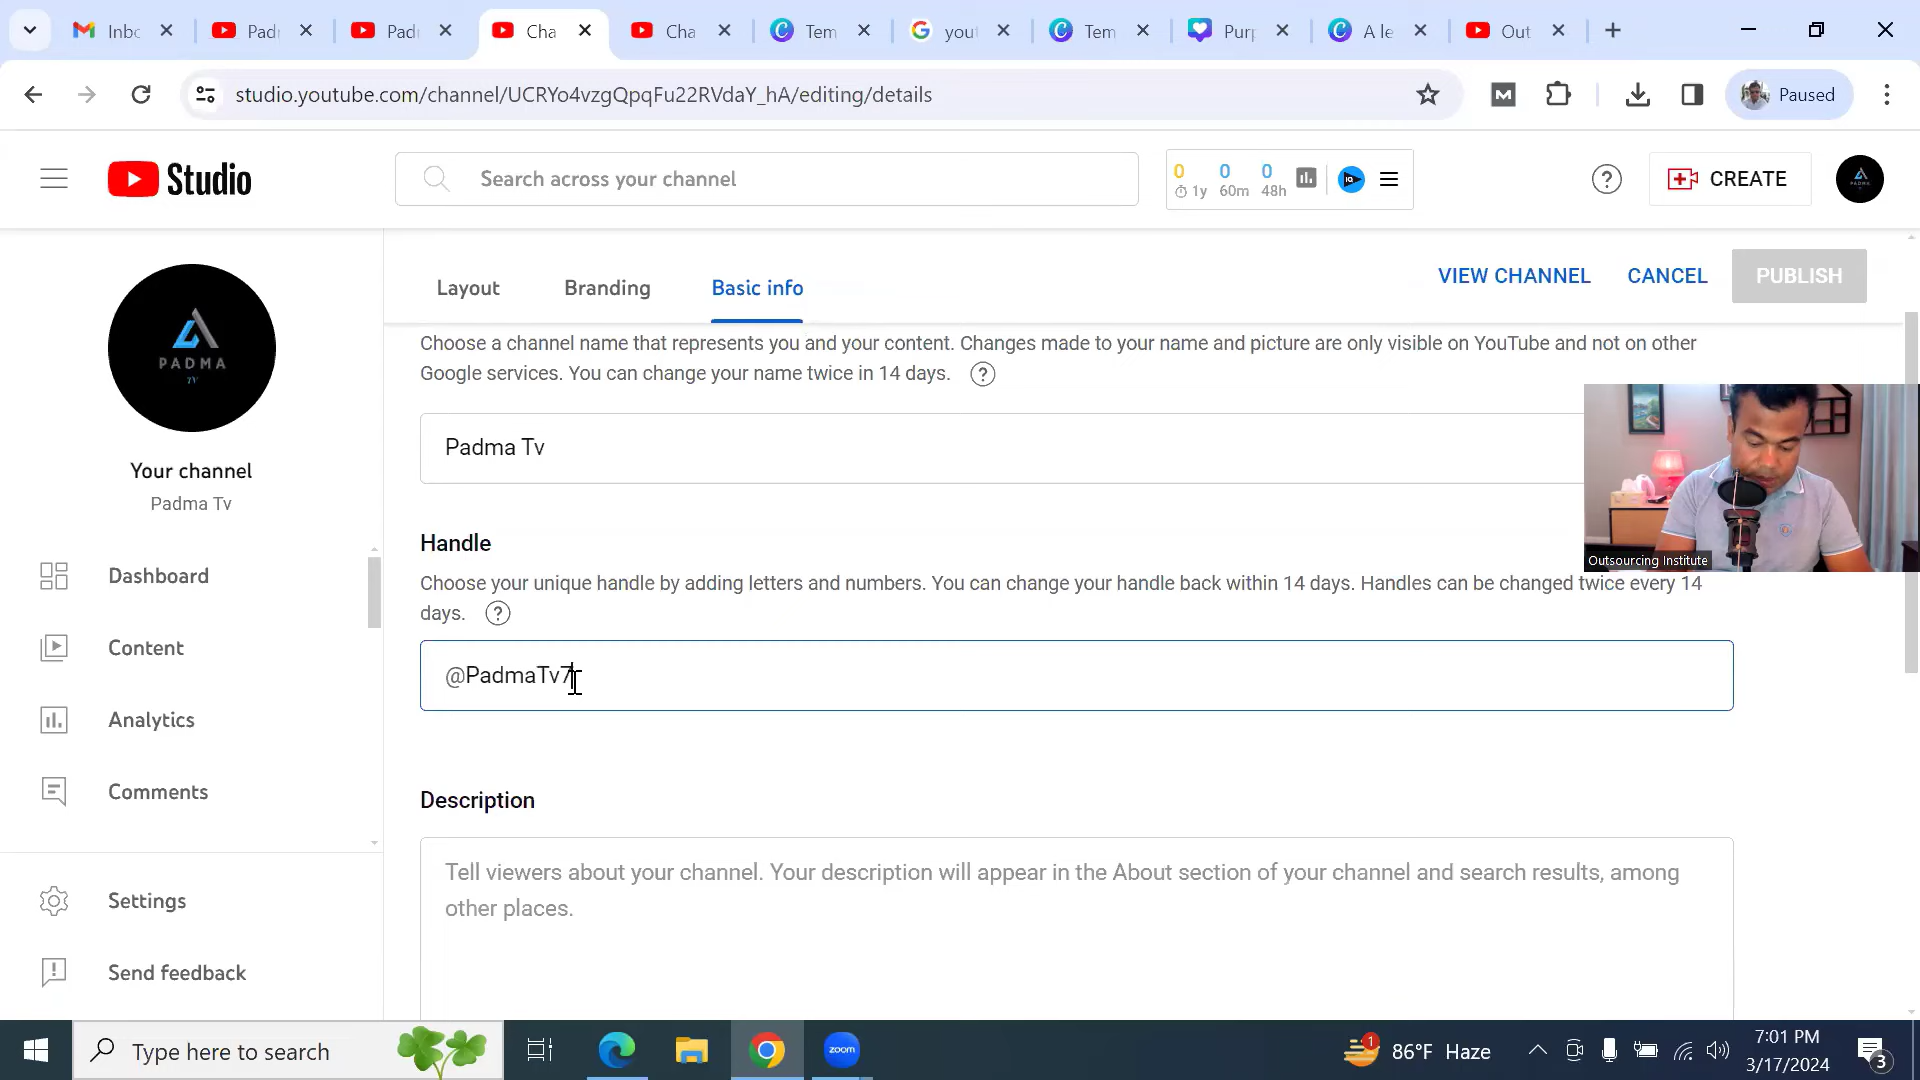 Inbo
Padi
Padi
Cha
Cha
Tem
yout
Tem
Purp
A le
Out
studio.youtube.com/channel/UCRYo4vzgQpqFu22RVdaY_hA/editing/details
M
Paused
Studio
Search across your channel
0 0 0
1y 60m 48h
CREATE
PADMA
TV
Your channel
Padma Tv
Dashboard
Content
Analytics
Comments
Settings
Send feedback
Layout Branding Basic info
VIEW CHANNEL CANCEL PUBLISH
Choose a channel name that represents you and your content. Changes made to your name and picture are only visible on YouTube and not on other
Google services. You can change your name twice in 14 days.
Padma Tv
Handle
Choose your unique handle by adding letters and numbers. You can change your handle back within 14 days. Handles can be changed twice every 14
days.
@PadmaTv7
Description
Tell viewers about your channel. Your description will appear in the About section of your channel and search results, among
other places.
Outsourcing Institute
Type here to search
zoom
1
86°F Haze
7:01 PM
3/17/2024
3